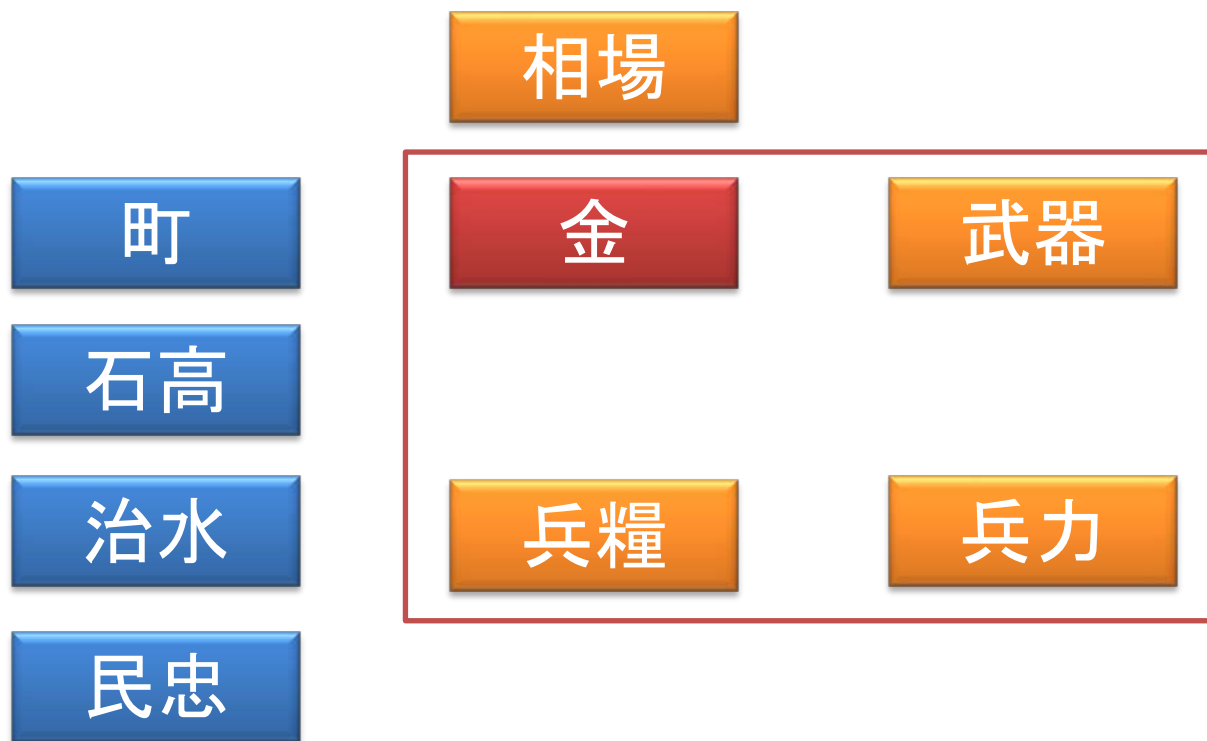 相場
町
金
武器
石高
治水
兵糧
兵力
民忠